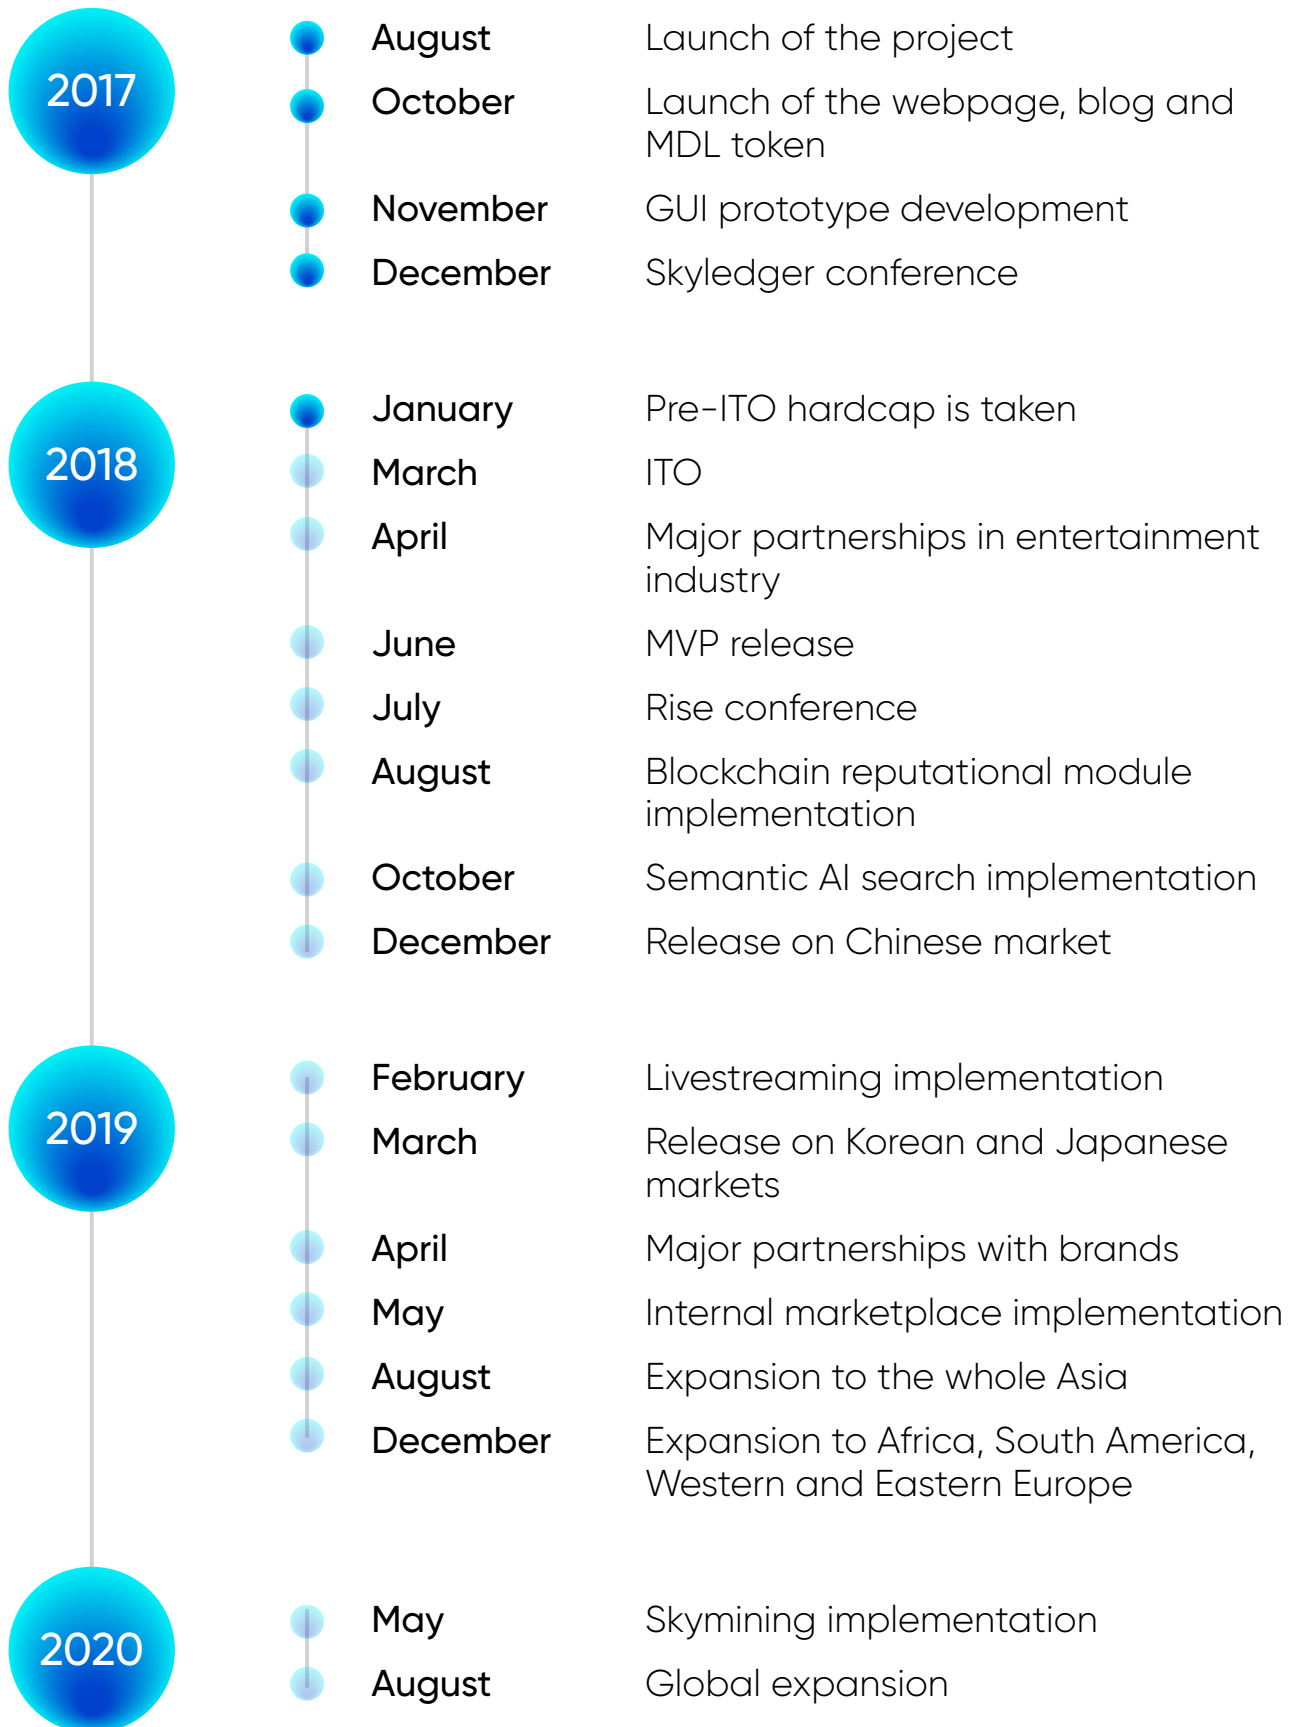 2017
August
Launch of the project
October
Launch of the webpage, blog and
MDL token
November
GUI prototype development
December
Skyledger conference
2018
January
Pre-ITO hardcap is taken
March
ITO
April
Major partnerships in entertainment
industry
June
MVP release
July
Rise conference
August
Blockchain reputational module
implementation
October
Semantic AI search implementation
December
Release on Chinese market
2019
February
Livestreaming implementation
March
Release on Korean and Japanese
markets
April
Major partnerships with brands
May
Internal marketplace implementation
August
Expansion to the whole Asia
December
Expansion to Africa, South America,
Western and Eastern Europe
2020
May
Skymining implementation
August
Global expansion